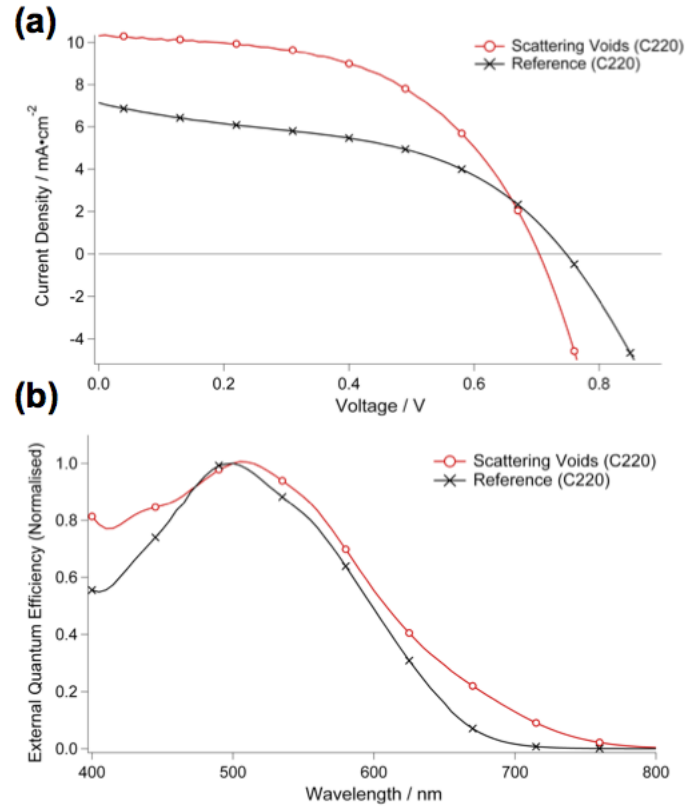 (a)
Scattering Voids (C220)
Reference (C220)
Current Density / mA•cm⁻²
10
8
6
4
2
0
-2
-4
0.0 0.2 0.4 0.6 0.8
Voltage / V
(b)
Scattering Voids (C220)
Reference (C220)
External Quantum Efficiency (Normalised)
1.0
0.8
0.6
0.4
0.2
0.0
400 500 600 700 800
Wavelength / nm